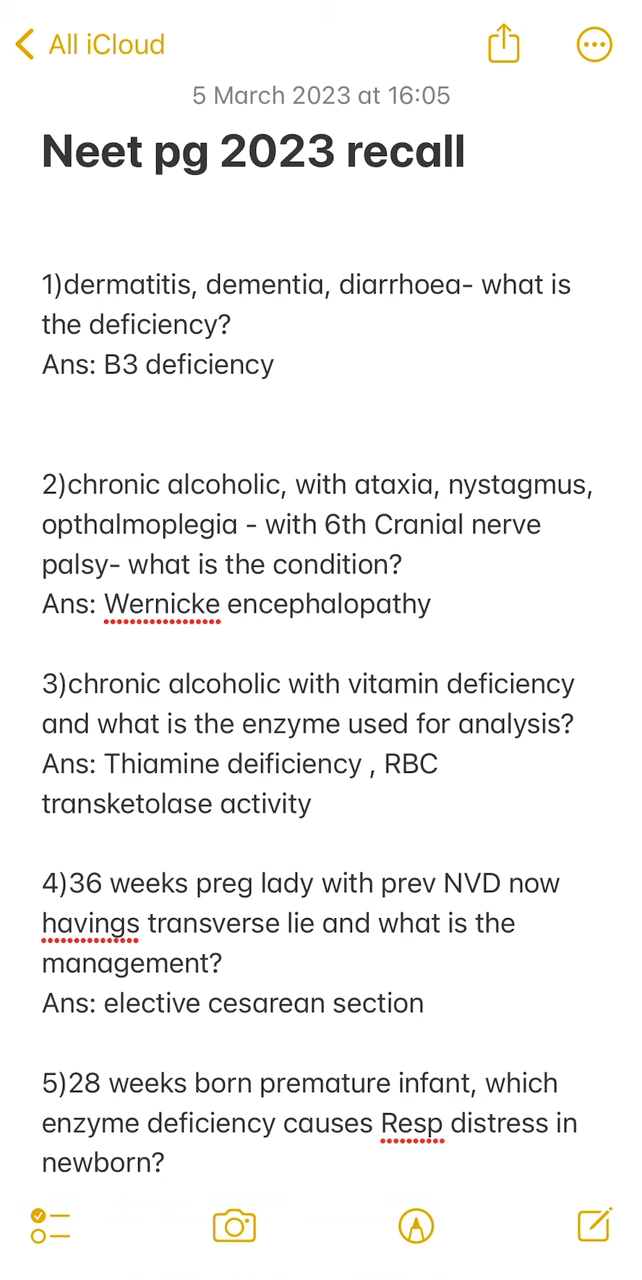 All iCloud
5 March 2023 at 16:05
Neet pg 2023 recall
1)dermatitis, dementia, diarrhoea- what is
the deficiency?
Ans: B3 deficiency
2)chronic alcoholic, with ataxia, nystagmus,
opthalmoplegia - with 6th Cranial nerve
palsy- what is the condition?
Ans: Wernicke encephalopathy
3)chronic alcoholic with vitamin deficiency
and what is the enzyme used for analysis?
Ans: Thiamine deificiency , RBC
transketolase activity
4)36 weeks preg lady with prev NVD now
havings transverse lie and what is the
management?
Ans: elective cesarean section
5)28 weeks born premature infant, which
enzyme deficiency causes Resp distress in
newborn?